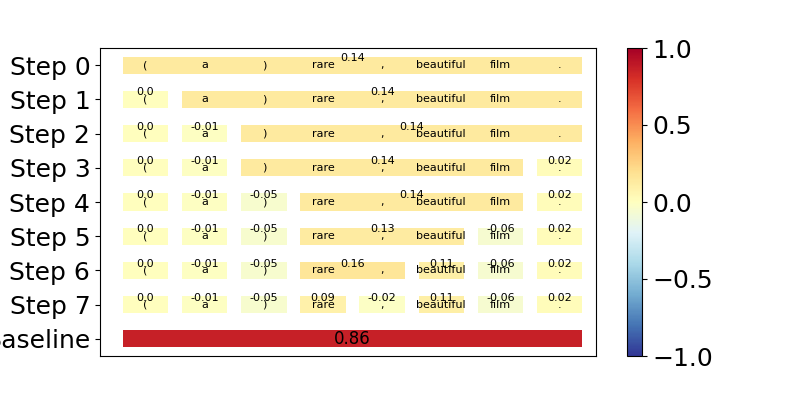 Step 0 ( a ) rare 0.14 , beautiful film .
Step 1 0.0 ( a ) rare 0.14 , beautiful film .
Step 2 0.0 ( -0.01 a ) rare , 0.14 beautiful film .
Step 3 0.0 ( -0.01 a ) rare 0.14 , beautiful film 0.02 .
Step 4 0.0 ( -0.01 a -0.05 ) rare , 0.14 beautiful film 0.02 .
Step 5 0.0 ( -0.01 a -0.05 ) rare 0.13 , beautiful -0.06 film 0.02 .
Step 6 0.0 ( -0.01 a -0.05 ) rare 0.16 , 0.11 beautiful -0.06 film 0.02 .
Step 7 0.0 ( -0.01 a -0.05 ) 0.09 rare -0.02 , 0.11 beautiful -0.06 film 0.02 .
aseline 0.86
1.0
0.5
0.0
−0.5
−1.0